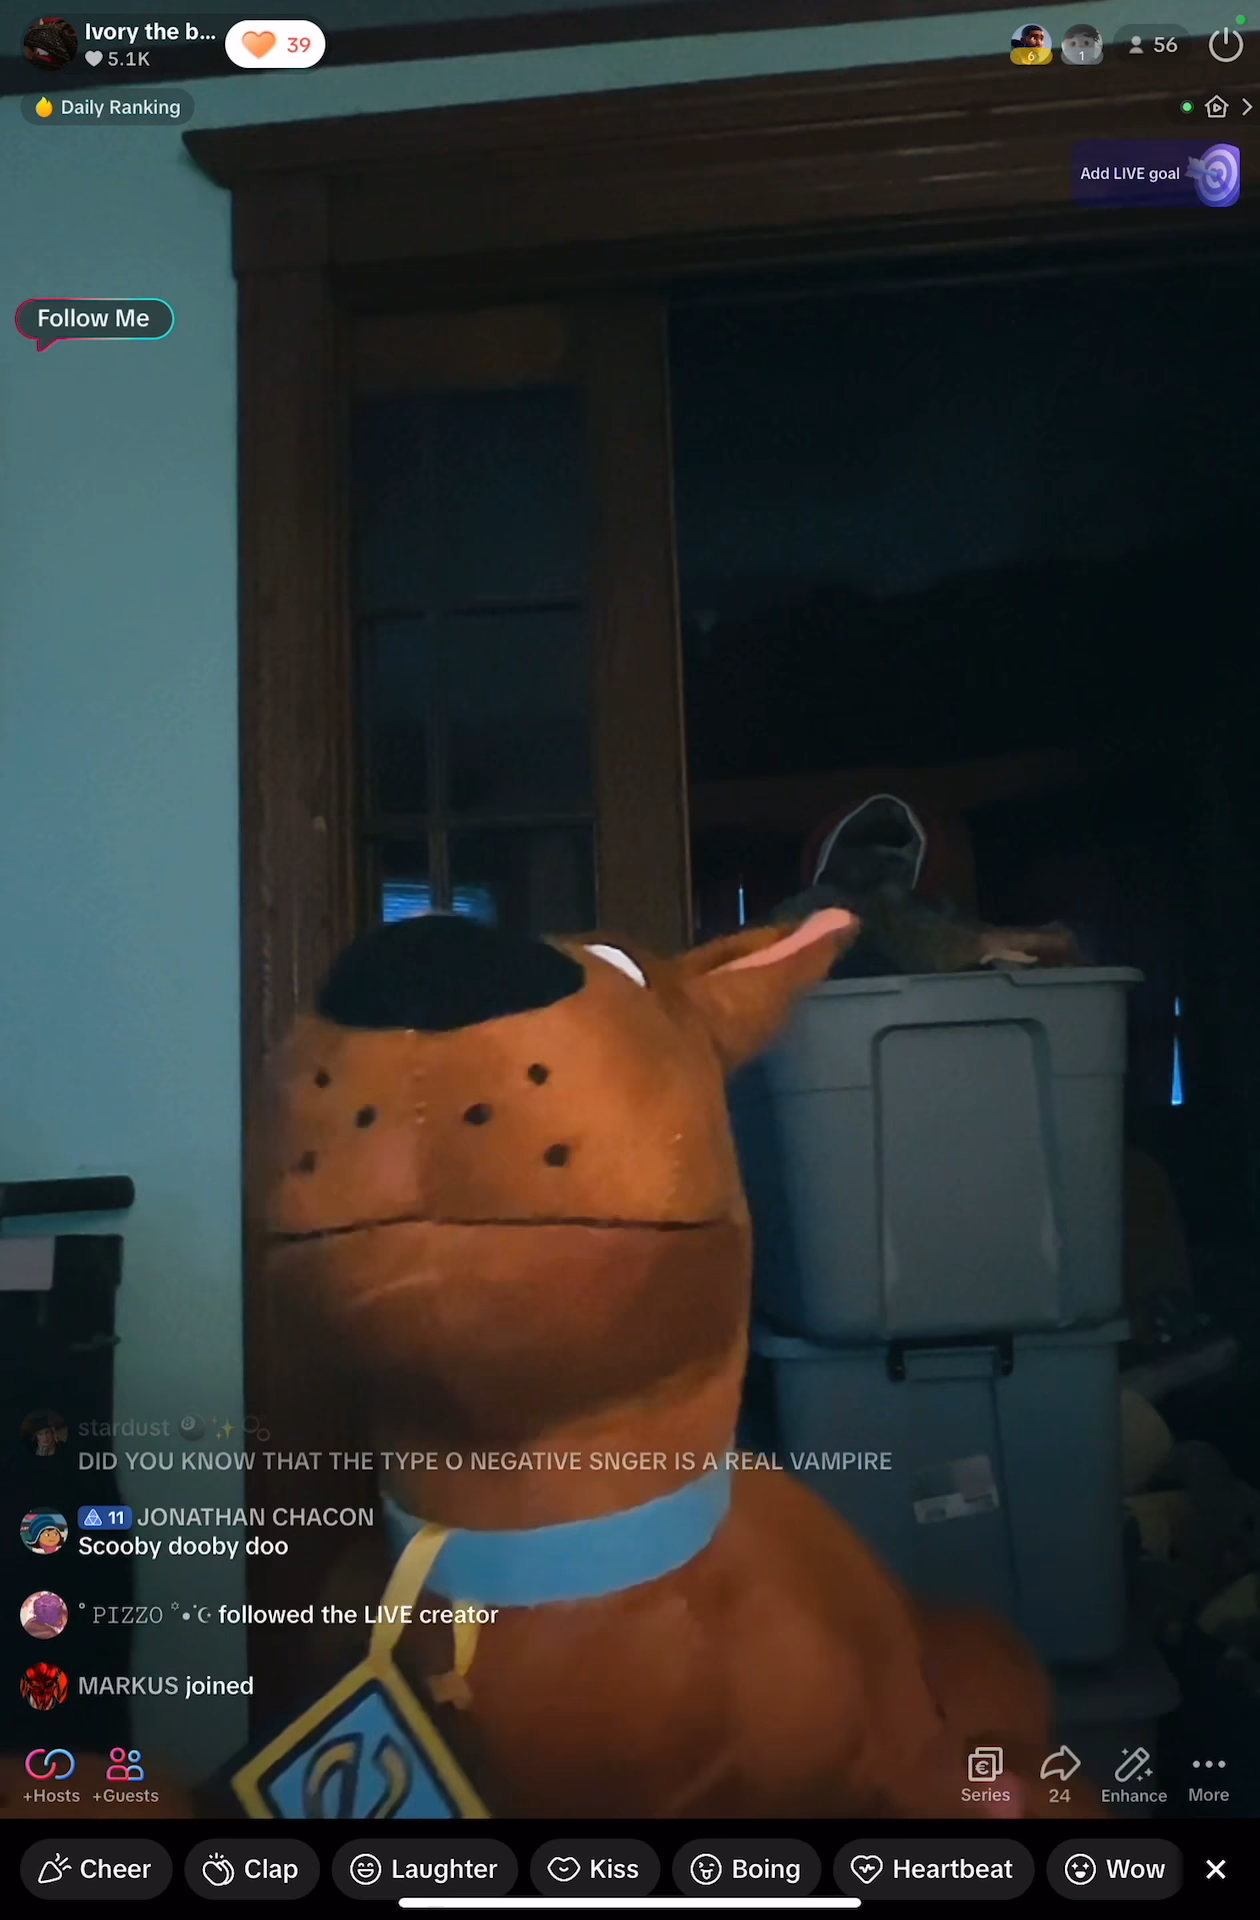 Ivory the b...
5.1K
39
6
1
56
Daily Ranking
Add LIVE goal
Follow Me
stardust
DID YOU KNOW THAT THE TYPE O NEGATIVE SNGER IS A REAL VAMPIRE
11 JONATHAN CHACON
Scooby dooby doo
PIZZO followed the LIVE creator
MARKUS joined
+Hosts
+Guests
Series
24
Enhance
More
Cheer
Clap
Laughter
Kiss
Boing
Heartbeat
Wow